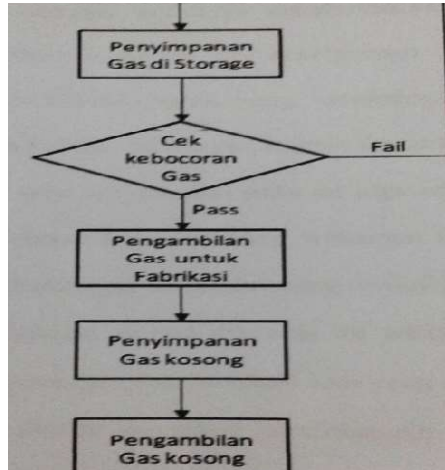 Penyimpanan
Gas di Storage
Cek
kebocoran
Gas
Fail
Pass
Pengambilan
Gas untuk
Fabrikasi
Penyimpanan
Gas kosong
Pengambilan
Gas kosong